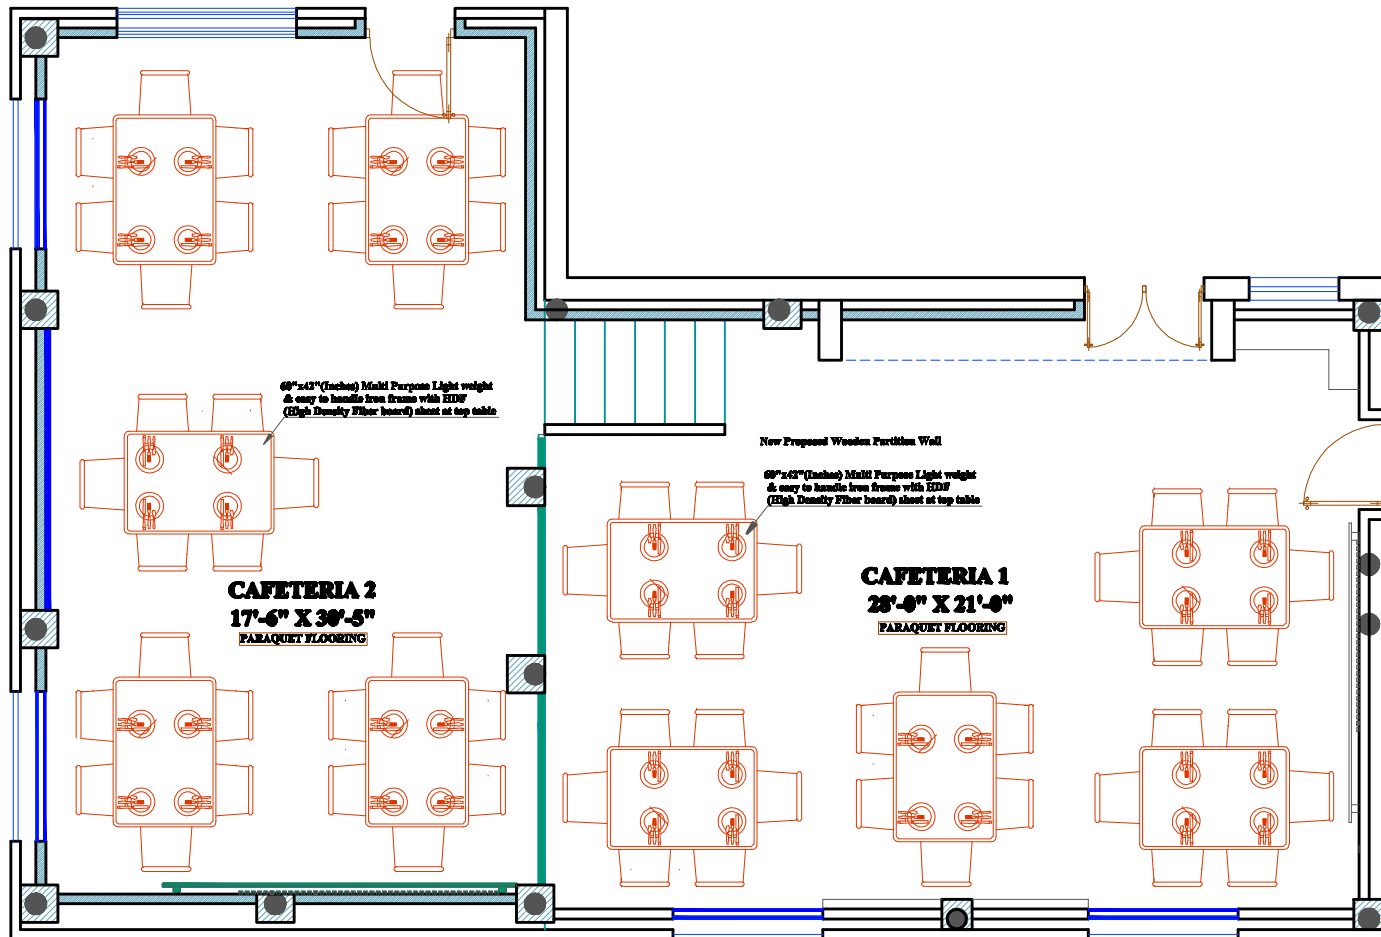 60"x42"(Inches) Multi Purpose Light weight
& easy to handle iron frame with HDF
(High Density Fiber board) sheet at top table
New Proposed Wooden Partition Wall
60"x42"(Inches) Multi Purpose Light weight
& easy to handle iron frame with HDF
(High Density Fiber board) sheet at top table
CAFETERIA 2
17'-6" X 30'-5"
PARAQUET FLOORING
CAFETERIA 1
28'-0" X 21'-0"
PARAQUET FLOORING